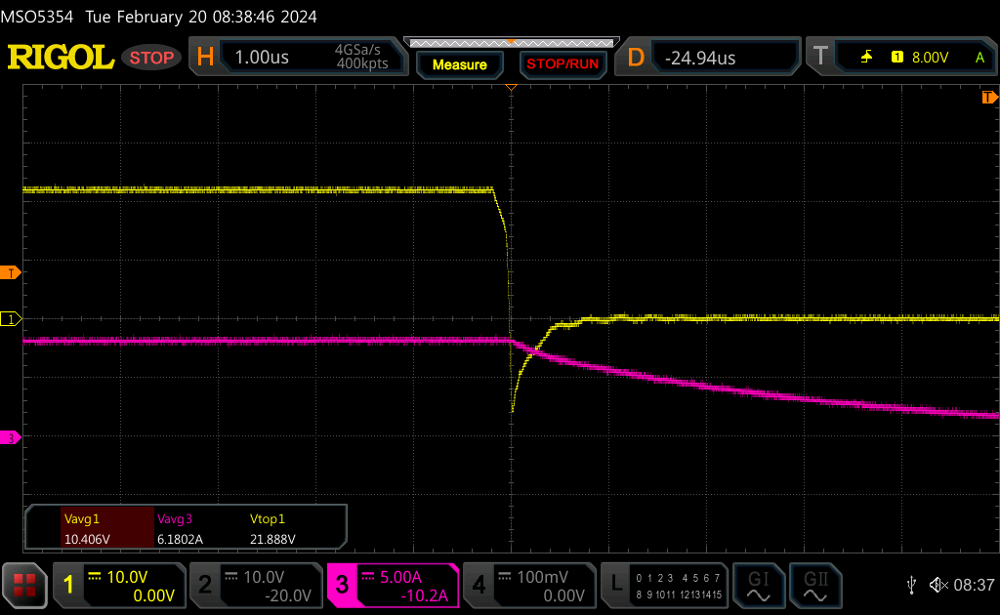 MSO5354 Tue February 20 08:38:46 2024
RIGOL STOP H 1.00us 4GSa/s 400kpts Measure STOP/RUN D -24.94us T 1 8.00V A
T
T
1
3
Vavg1 Vavg3 Vtop1
10.406V 6.1802A 21.888V
1 10.0V 0.00V 2 10.0V -20.0V 3 5.00A -10.2A 4 100mV 0.00V L 0 1 2 3 4 5 6 7 8 9 10 11 12 13 14 15 GI GII 08:37